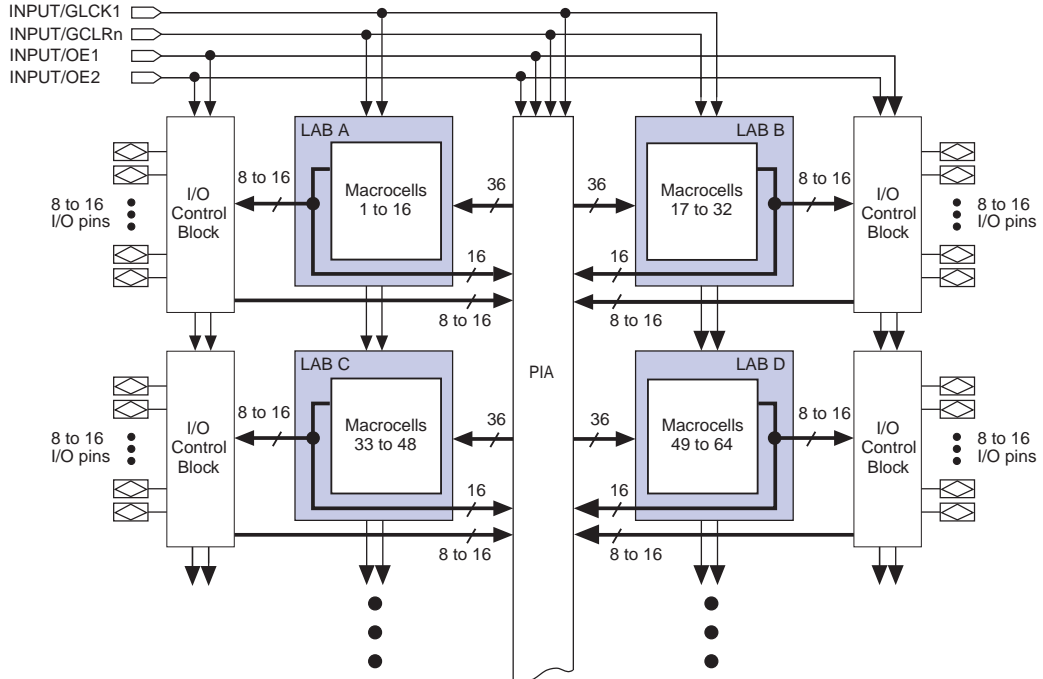 INPUT/GLCK1
INPUT/GCLRn
INPUT/OE1
INPUT/OE2
LAB A
LAB B
8 to 16
I/O pins
I/O
Control
Block
8 to 16
Macrocells
1 to 16
36
36
Macrocells
17 to 32
8 to 16
I/O
Control
Block
8 to 16
I/O pins
16
16
8 to 16
8 to 16
LAB C
PIA
LAB D
8 to 16
I/O pins
I/O
Control
Block
8 to 16
Macrocells
33 to 48
36
36
Macrocells
49 to 64
8 to 16
I/O
Control
Block
8 to 16
I/O pins
16
16
8 to 16
8 to 16